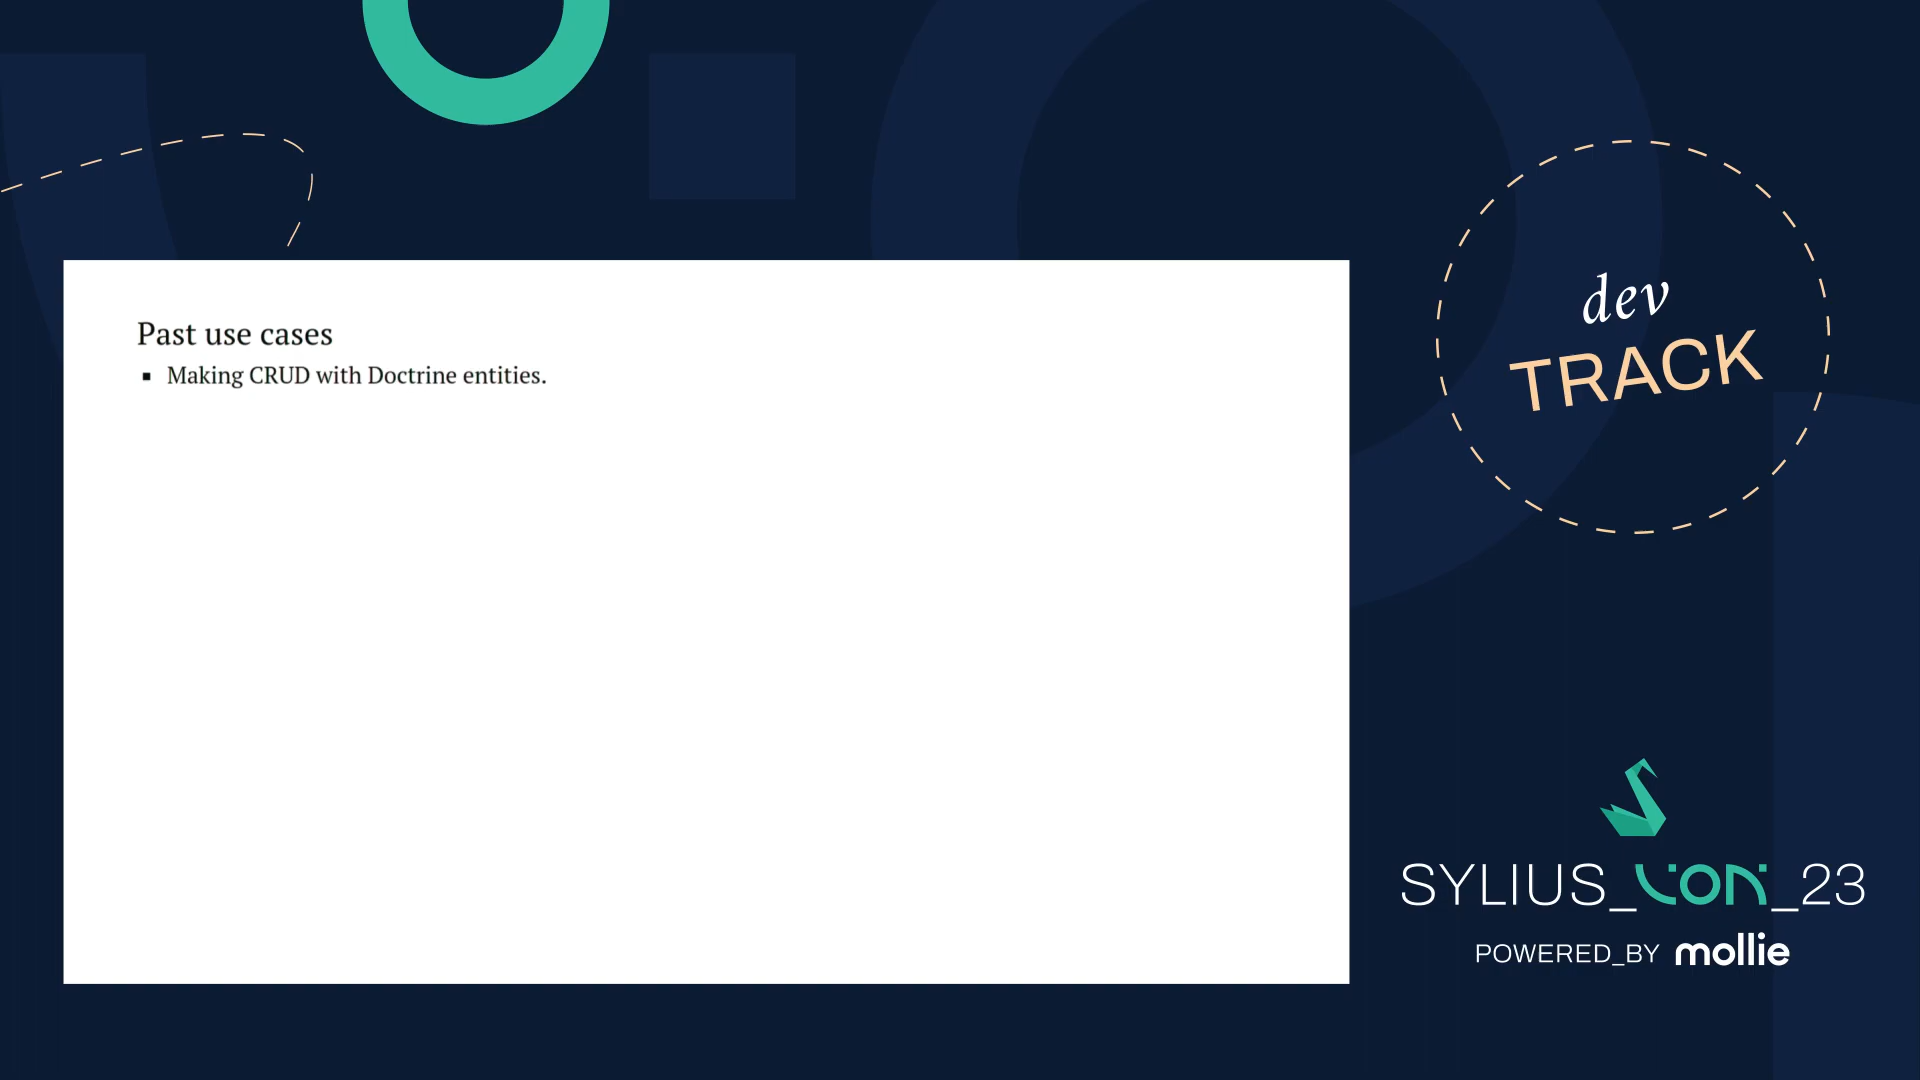 Past use cases
▪ Making CRUD with Doctrine entities.
dev
TRACK
SYLIUS_CON_23
POWERED_BY mollie